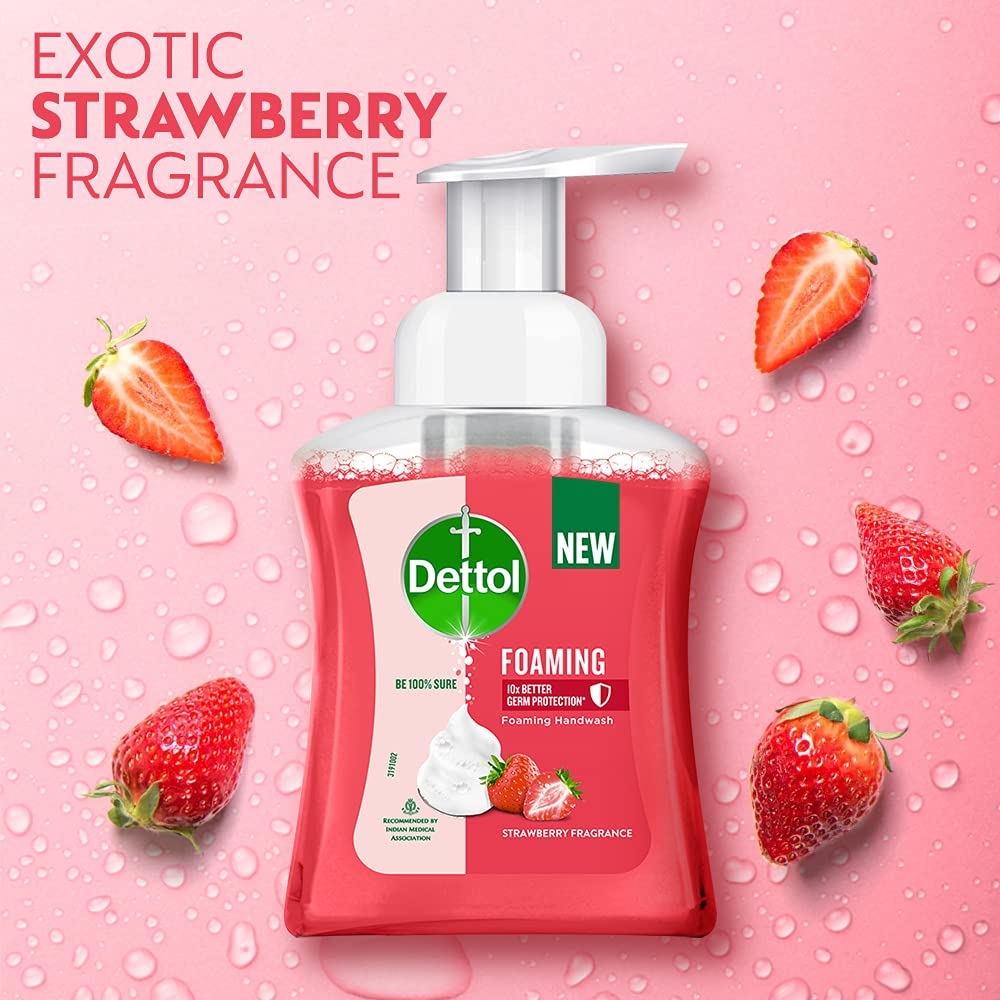 EXOTIC
STRAWBERRY
FRAGRANCE
NEW
Dettol
FOAMING
BE 100% SURE
10x BETTER
GERM PROTECTION*
Foaming Handwash
3191002
RECOMMENDED BY
INDIAN MEDICAL
ASSOCIATION
STRAWBERRY FRAGRANCE